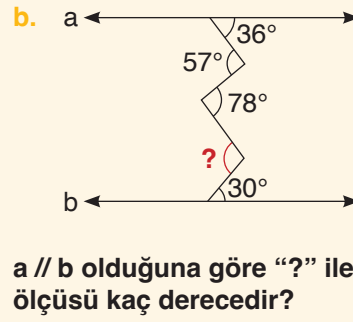 b.
a
36°
57°
78°
?
30°
b
a // b olduğuna göre “?” ile
ölçüsü kaç derecedir?